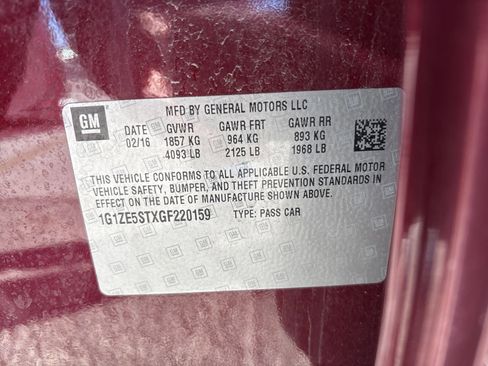 GM
MFD BY GENERAL MOTORS LLC
DATE GVWR GAWR FRT GAWR RR
02/16 1857 KG 964 KG 893 KG
4093 LB 2125 LB 1968 LB
THIS VEHICLE CONFORMS TO ALL APPLICABLE U.S. FEDERAL MOTOR
VEHICLE SAFETY, BUMPER, AND THEFT PREVENTION STANDARDS IN
EFFECT ON THE DATE OF MANUFACTURE SHOWN ABOVE.
1G1ZE5STXGF220159 TYPE: PASS CAR